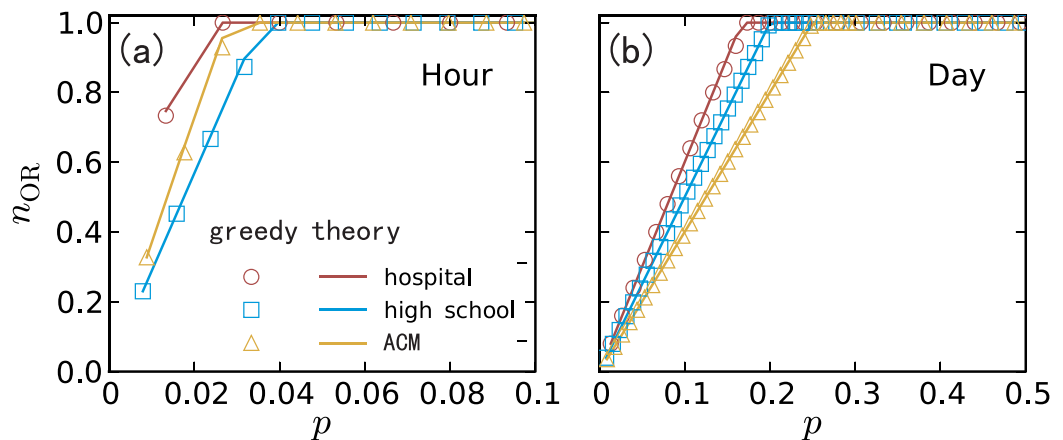 (a)
Hour
n_OR
1.0
0.8
0.6
0.4
0.2
0.0
greedy theory
hospital
high school
ACM
0
0.02
0.04
0.06
0.08
0.1
p
(b)
Day
0
0.1
0.2
0.3
0.4
0.5
p